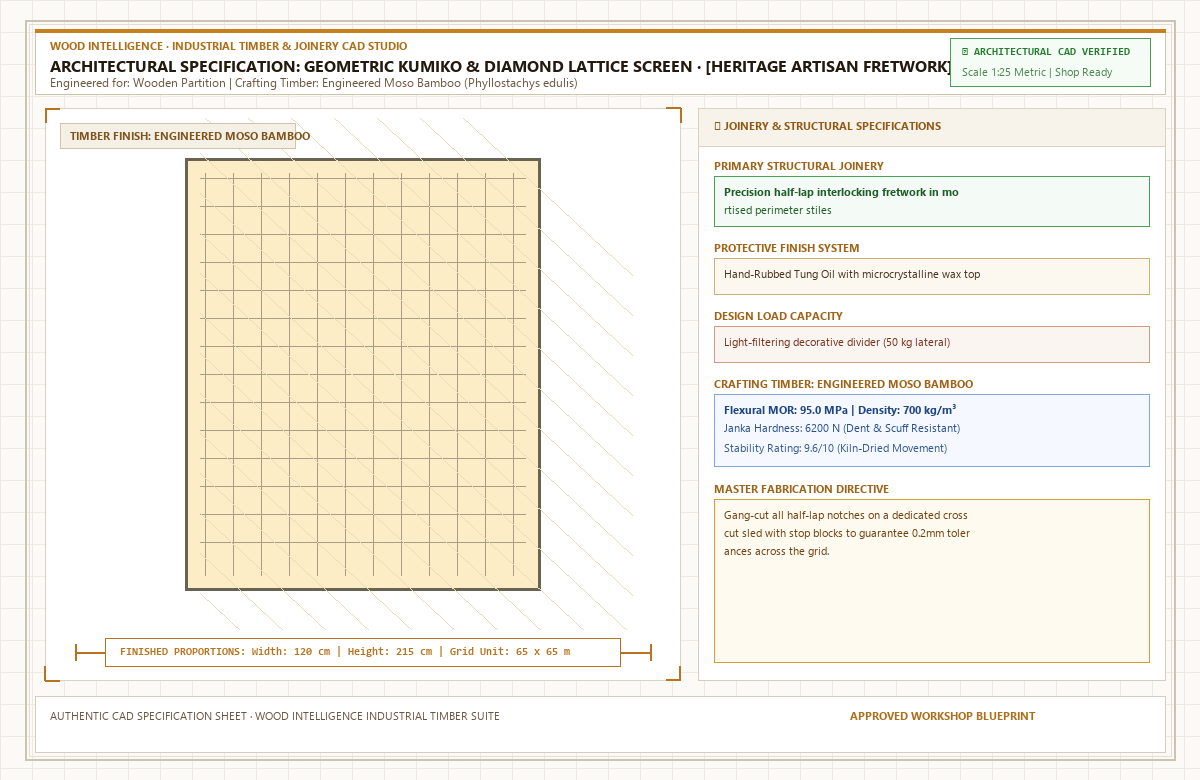 WOOD INTELLIGENCE · INDUSTRIAL TIMBER & JOINERY CAD STUDIO
ARCHITECTURAL SPECIFICATION: GEOMETRIC KUMIKO & DIAMOND LATTICE SCREEN · [HERITAGE ARTISAN FRETWORK]
Engineered for: Wooden Partition | Crafting Timber: Engineered Moso Bamboo (Phyllostachys edulis)
ARCHITECTURAL CAD VERIFIED
Scale 1:25 Metric | Shop Ready
TIMBER FINISH: ENGINEERED MOSO BAMBOO
FINISHED PROPORTIONS: Width: 120 cm | Height: 215 cm | Grid Unit: 65 x 65 m
JOINERY & STRUCTURAL SPECIFICATIONS
PRIMARY STRUCTURAL JOINERY
Precision half-lap interlocking fretwork in mo
rtised perimeter stiles
PROTECTIVE FINISH SYSTEM
Hand-Rubbed Tung Oil with microcrystalline wax top
DESIGN LOAD CAPACITY
Light-filtering decorative divider (50 kg lateral)
CRAFTING TIMBER: ENGINEERED MOSO BAMBOO
Flexural MOR: 95.0 MPa | Density: 700 kg/m³
Janka Hardness: 6200 N (Dent & Scuff Resistant)
Stability Rating: 9.6/10 (Kiln-Dried Movement)
MASTER FABRICATION DIRECTIVE
Gang-cut all half-lap notches on a dedicated cross
cut sled with stop blocks to guarantee 0.2mm toler
ances across the grid.
AUTHENTIC CAD SPECIFICATION SHEET · WOOD INTELLIGENCE INDUSTRIAL TIMBER SUITE
APPROVED WORKSHOP BLUEPRINT